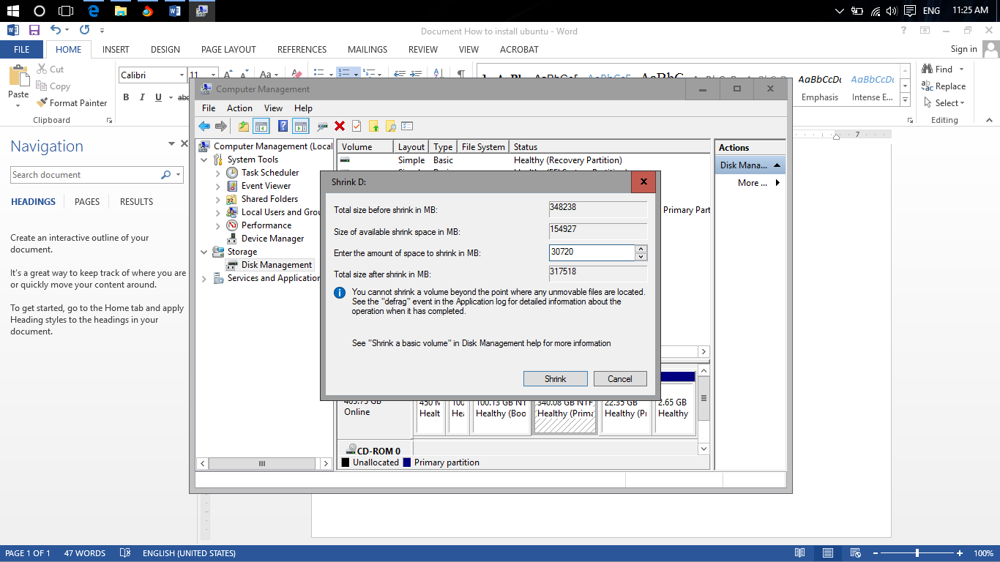 ENG 11:25 AM
Document How to install ubuntu - Word
FILE HOME INSERT DESIGN PAGE LAYOUT REFERENCES MAILINGS REVIEW VIEW ACROBAT Sign in
Cut
Copy
Format Painter
Paste
Clipboard
Calibri 11
AaBbCcDc AaBbCcDc
Emphasis Intense E...
Find
Replace
Select
Editing
Computer Management
File Action View Help
Navigation
Search document
HEADINGS PAGES RESULTS
Create an interactive outline of your
document.
It's a great way to keep track of where you are
or quickly move your content around.
To get started, go to the Home tab and apply
Heading styles to the headings in your
document.
Computer Management (Local
System Tools
Task Scheduler
Event Viewer
Shared Folders
Local Users and Grou
Performance
Device Manager
Storage
Disk Management
Services and Application
Volume Layout Type File System Status
Simple Basic Healthy (Recovery Partition)
Primary Part
Actions
Disk Mana...
More ...
7
Shrink D:
Total size before shrink in MB: 348238
Size of available shrink space in MB: 154927
Enter the amount of space to shrink in MB: 30720
Total size after shrink in MB: 317518
You cannot shrink a volume beyond the point where any unmovable files are located.
See the "defrag" event in the Application log for detailed information about the
operation when it has completed.
See "Shrink a basic volume" in Disk Management help for more information
Shrink Cancel
465.75 GB
Online
450 M
Healt
100
Hea
100.13 GB NT
Healthy (Boo
340.08 GB NTF
Healthy (Prima
22.35 GB
Healthy (Pr
2.65 GB
Healthy
CD-ROM 0
Unallocated Primary partition
PAGE 1 OF 1 47 WORDS ENGLISH (UNITED STATES) 100%